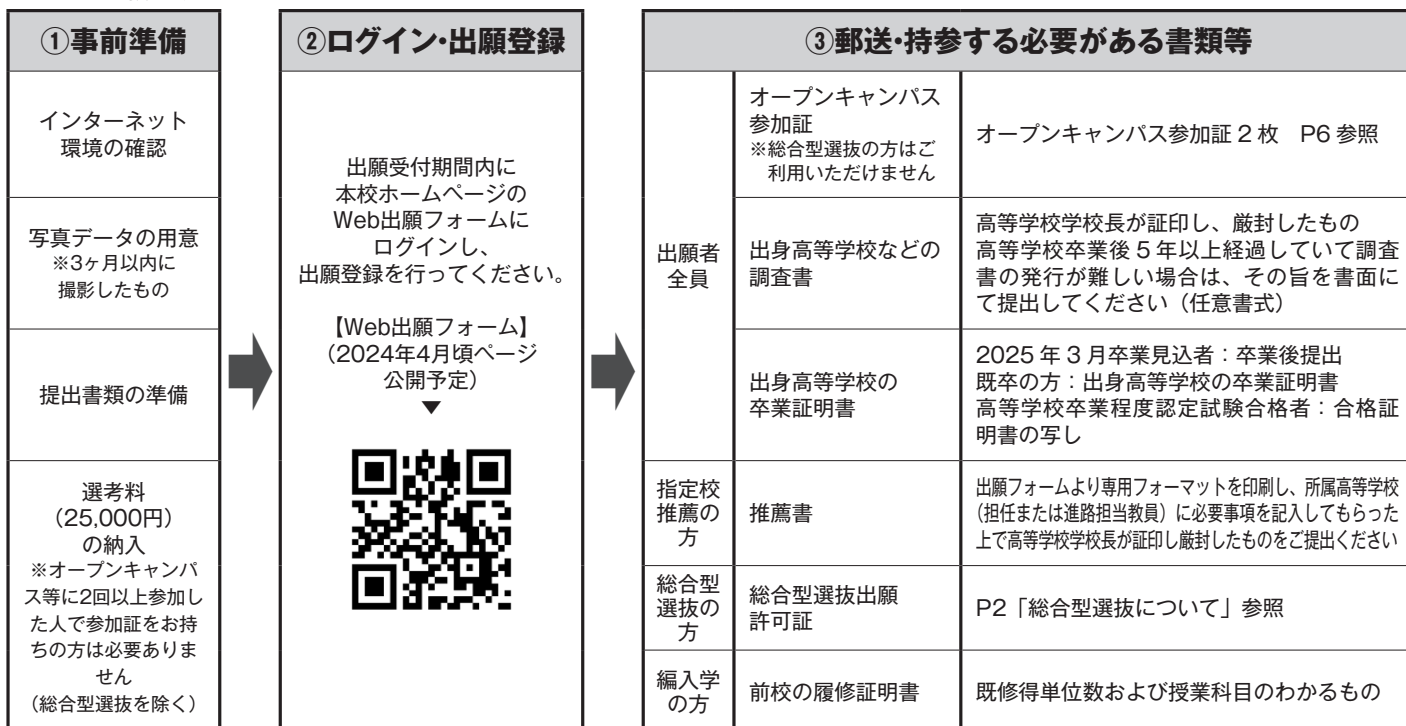 ①事前準備
インターネット
環境の確認
写真データの用意
※3ヶ月以内に
撮影したもの
提出書類の準備
選考料
（25,000円）
の納入
※オープンキャンパ
ス等に2回以上参加し
た人で参加証をお持
ちの方は必要ありま
せん
（総合型選抜を除く）
②ログイン・出願登録
出願受付期間内に
本校ホームページの
Web出願フォームに
ログインし、
出願登録を行ってください。
【Web出願フォーム】
（2024年4月頃ページ
公開予定）
▼
③郵送・持参する必要がある書類等
出願者
全員
オープンキャンパス
参加証
※総合型選抜の方はご
利用いただけません
オープンキャンパス参加証 2 枚　P6 参照
出身高等学校などの
調査書
高等学校学校長が証印し、厳封したもの
高等学校卒業後 5 年以上経過していて調査
書の発行が難しい場合は、その旨を書面に
て提出してください（任意書式）
出身高等学校の
卒業証明書
2025 年 3 月卒業見込者：卒業後提出
既卒の方：出身高等学校の卒業証明書
高等学校卒業程度認定試験合格者：合格証
明書の写し
指定校
推薦の
方
推薦書
出願フォームより専用フォーマットを印刷し、所属高等学校
（担任または進路担当教員）に必要事項を記入してもらった
上で高等学校学校長が証印し厳封したものをご提出ください
総合型
選抜の
方
総合型選抜出願
許可証
P2「総合型選抜について」参照
編入学
の方
前校の履修証明書
既修得単位数および授業科目のわかるもの